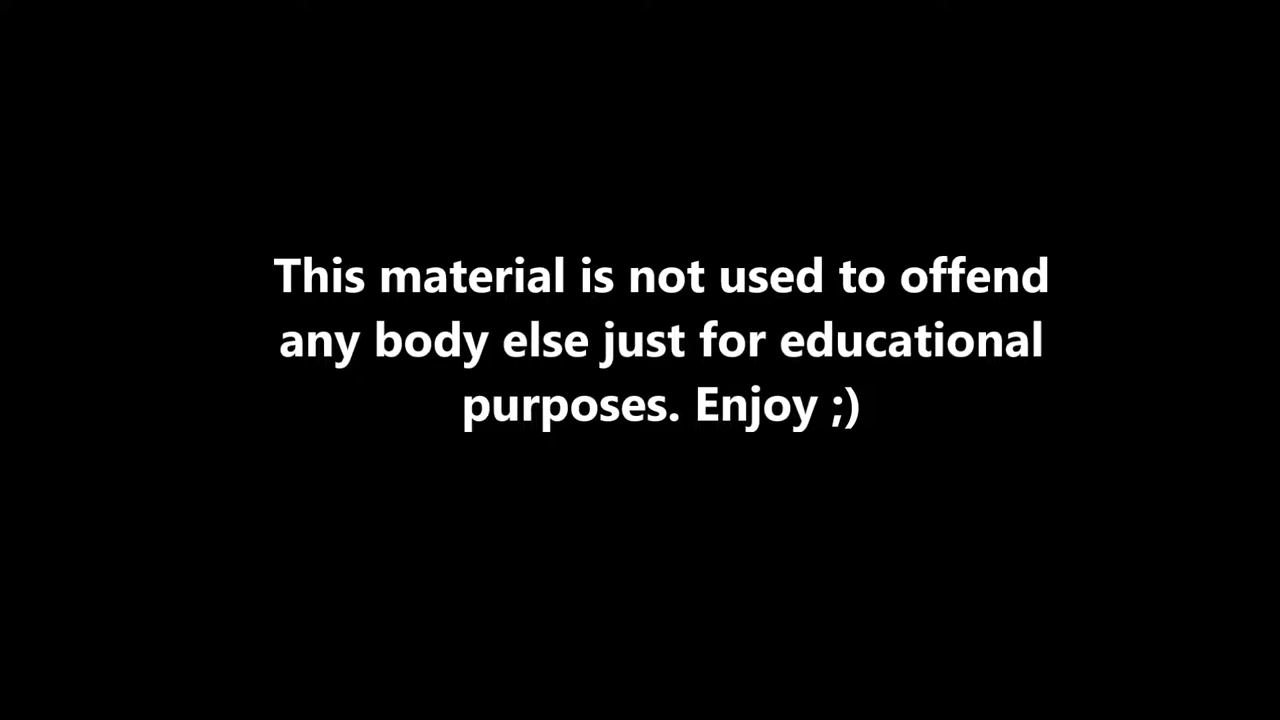 This material is not used to offend
any body else just for educational
purposes. Enjoy ;)